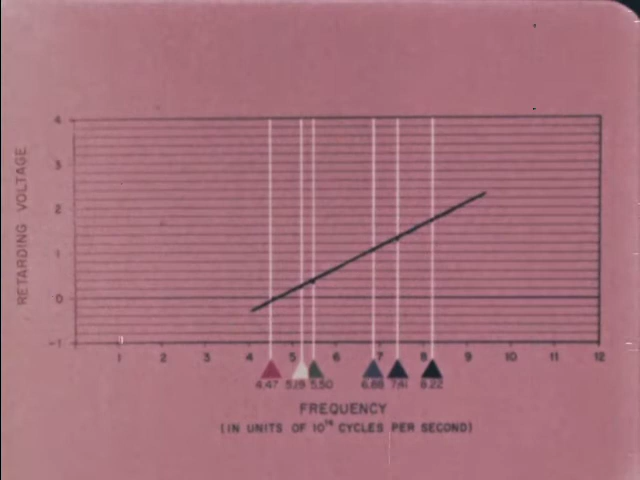 4
3
2
1
0
-1
RETARDING VOLTAGE
1 2 3 4 5 6 7 8 9 10 11 12
4.47 5.19 5.50 6.88 7.41 8.22
FREQUENCY
(IN UNITS OF 10¹⁴ CYCLES PER SECOND)